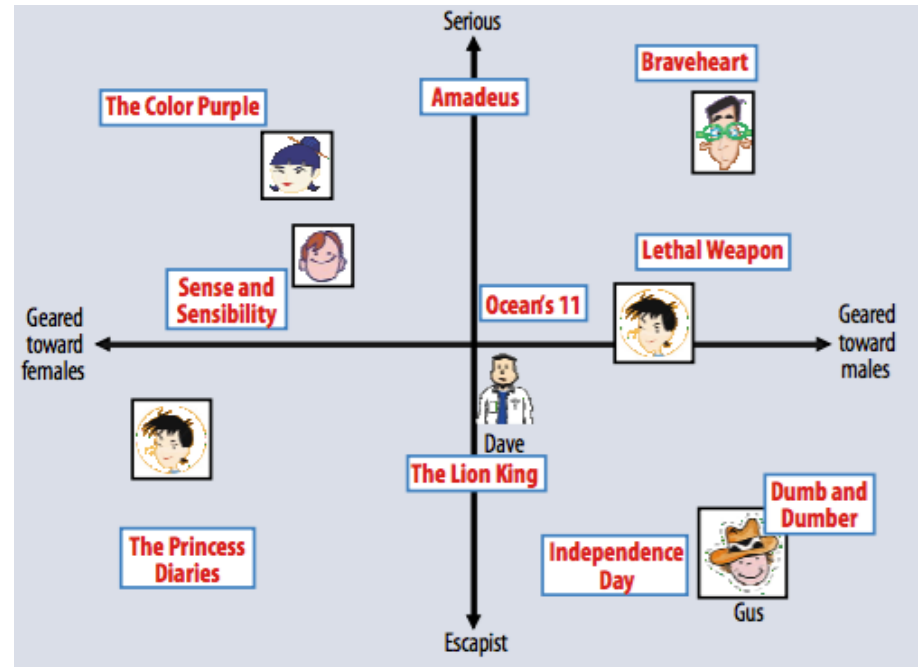 Serious
Braveheart
The Color Purple
Amadeus
Lethal Weapon
Sense and
Sensibility
Ocean's 11
Geared
toward
females
Geared
toward
males
Dave
The Lion King
Dumb and
Dumber
The Princess
Diaries
Independence
Day
Gus
Escapist